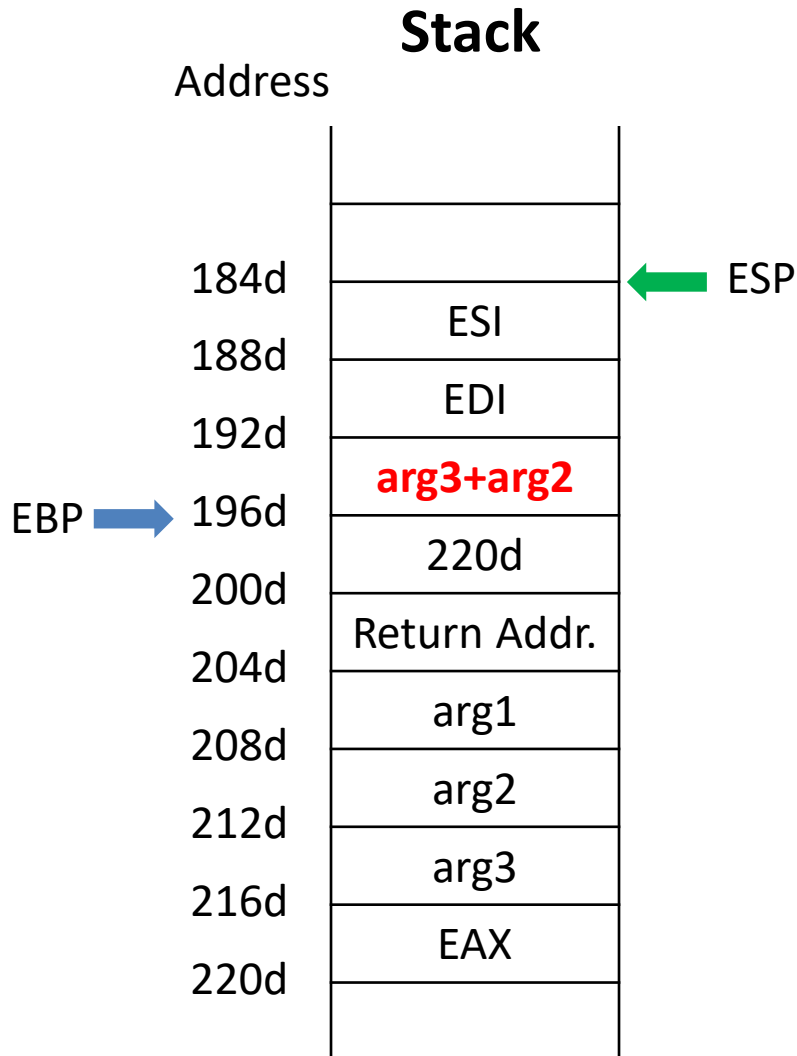 Stack
Address
184d
ESP
ESI
188d
EDI
192d
arg3+arg2
EBP
196d
220d
200d
Return Addr.
204d
arg1
208d
arg2
212d
arg3
216d
EAX
220d